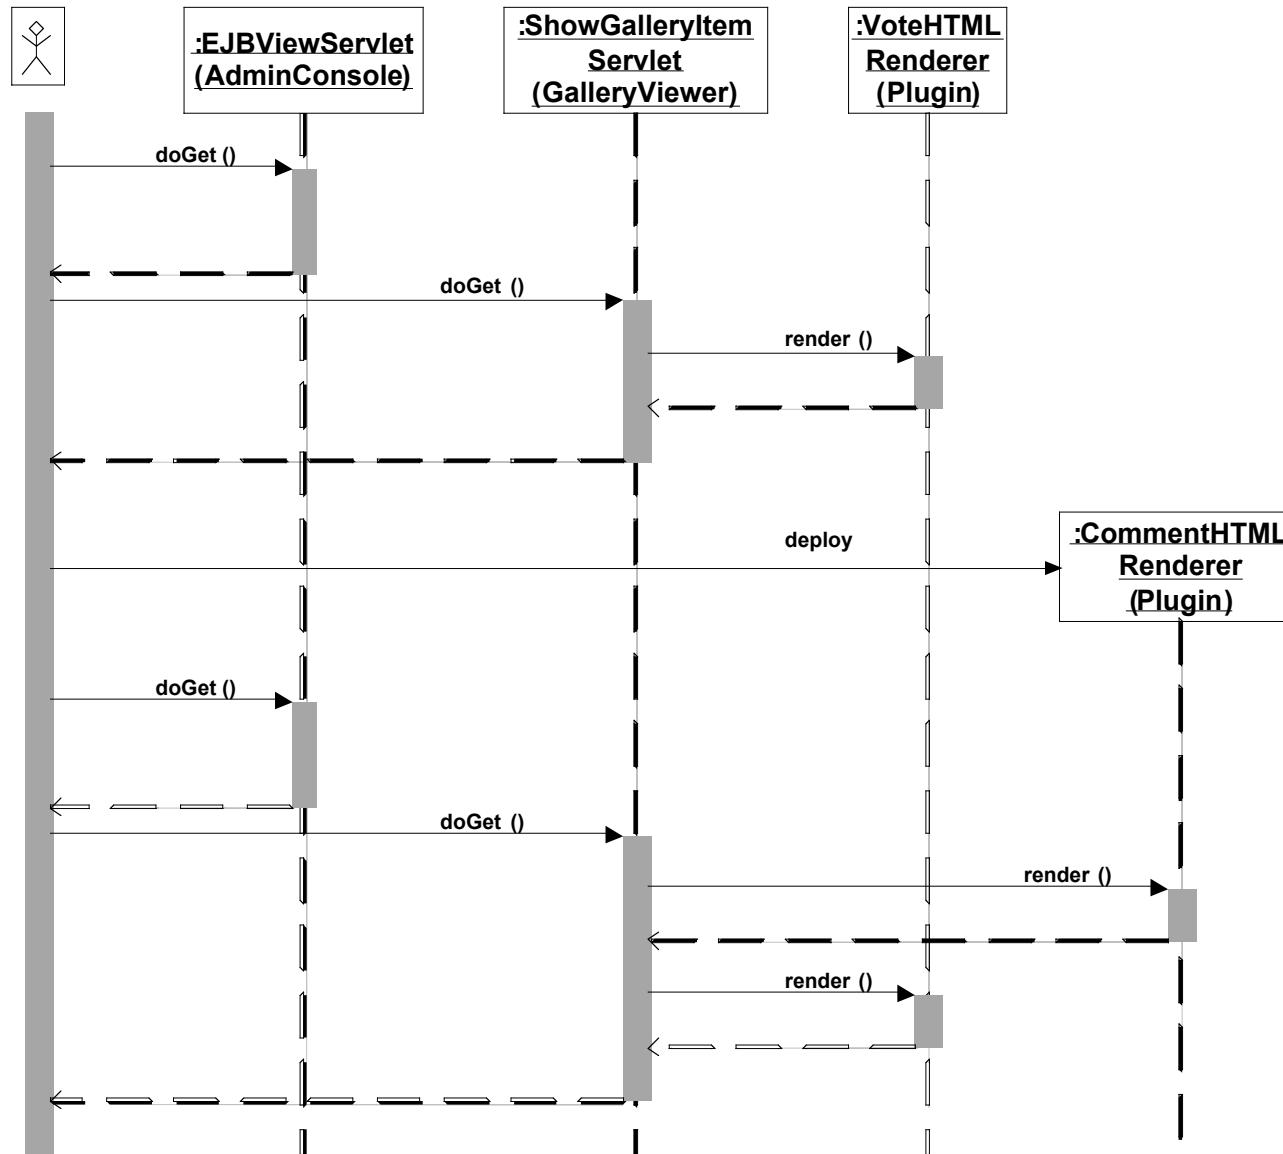 :EJBViewServlet
(AdminConsole)
:ShowGalleryItem
Servlet
(GalleryViewer)
:VoteHTML
Renderer
(Plugin)
doGet ()
doGet ()
render ()
deploy
:CommentHTML
Renderer
(Plugin)
doGet ()
doGet ()
render ()
render ()